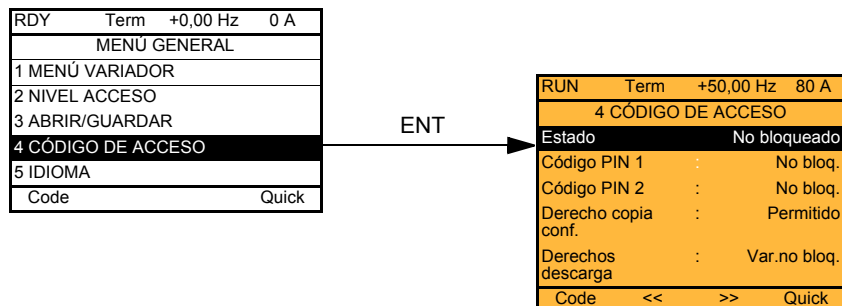 RDY Term +0,00 Hz 0 A
MENÚ GENERAL
1 MENÚ VARIADOR
2 NIVEL ACCESO
3 ABRIR/GUARDAR
4 CÓDIGO DE ACCESO
5 IDIOMA
Code Quick
ENT
RUN Term +50,00 Hz 80 A
4 CÓDIGO DE ACCESO
Estado No bloqueado
Código PIN 1 : No bloq.
Código PIN 2 : No bloq.
Derecho copia : Permitido
conf.
Derechos : Var.no bloq.
descarga
Code << >> Quick